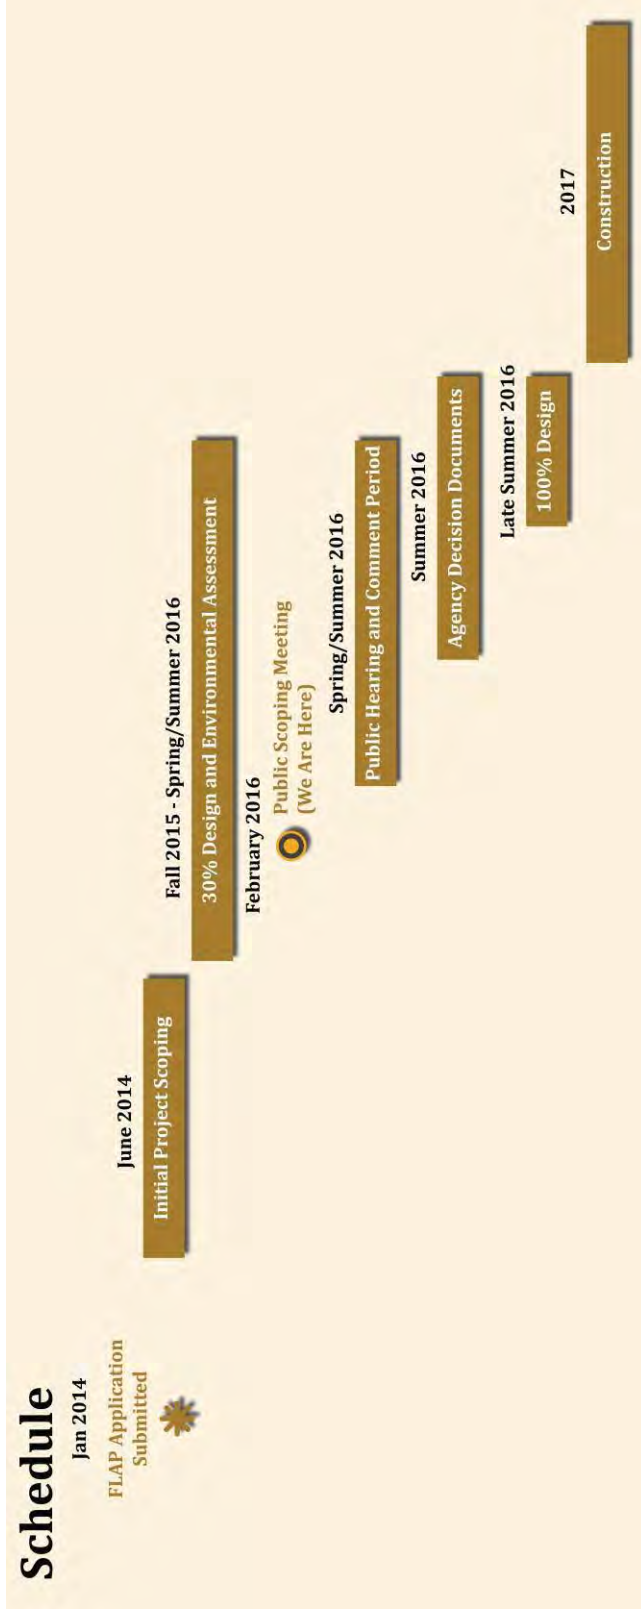 Schedule
Jan 2014
FLAP Application
Submitted
June 2014
Initial Project Scoping
Fall 2015 - Spring/Summer 2016
30% Design and Environmental Assessment
February 2016
Public Scoping Meeting
(We Are Here)
Spring/Summer 2016
Public Hearing and Comment Period
Summer 2016
Agency Decision Documents
Late Summer 2016
100% Design
2017
Construction